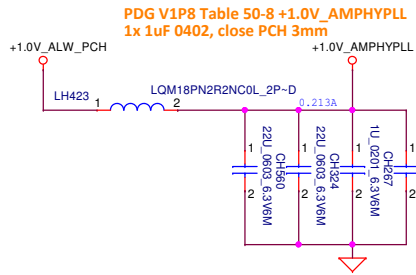 PDG V1P8 Table 50-8 +1.0V_AMPHYPLL
1x 1uF 0402, close PCH 3mm
+1.0V_ALW_PCH
+1.0V_AMPHYPLL
LH423
LQM18PN2R2NC0L_2P~D
1
2
0.213A
1
2
CH560
22U_0603_6.3V6M
1
2
CH324
22U_0603_6.3V6M
1
2
CH267
1U_0201_6.3V6M
1
2